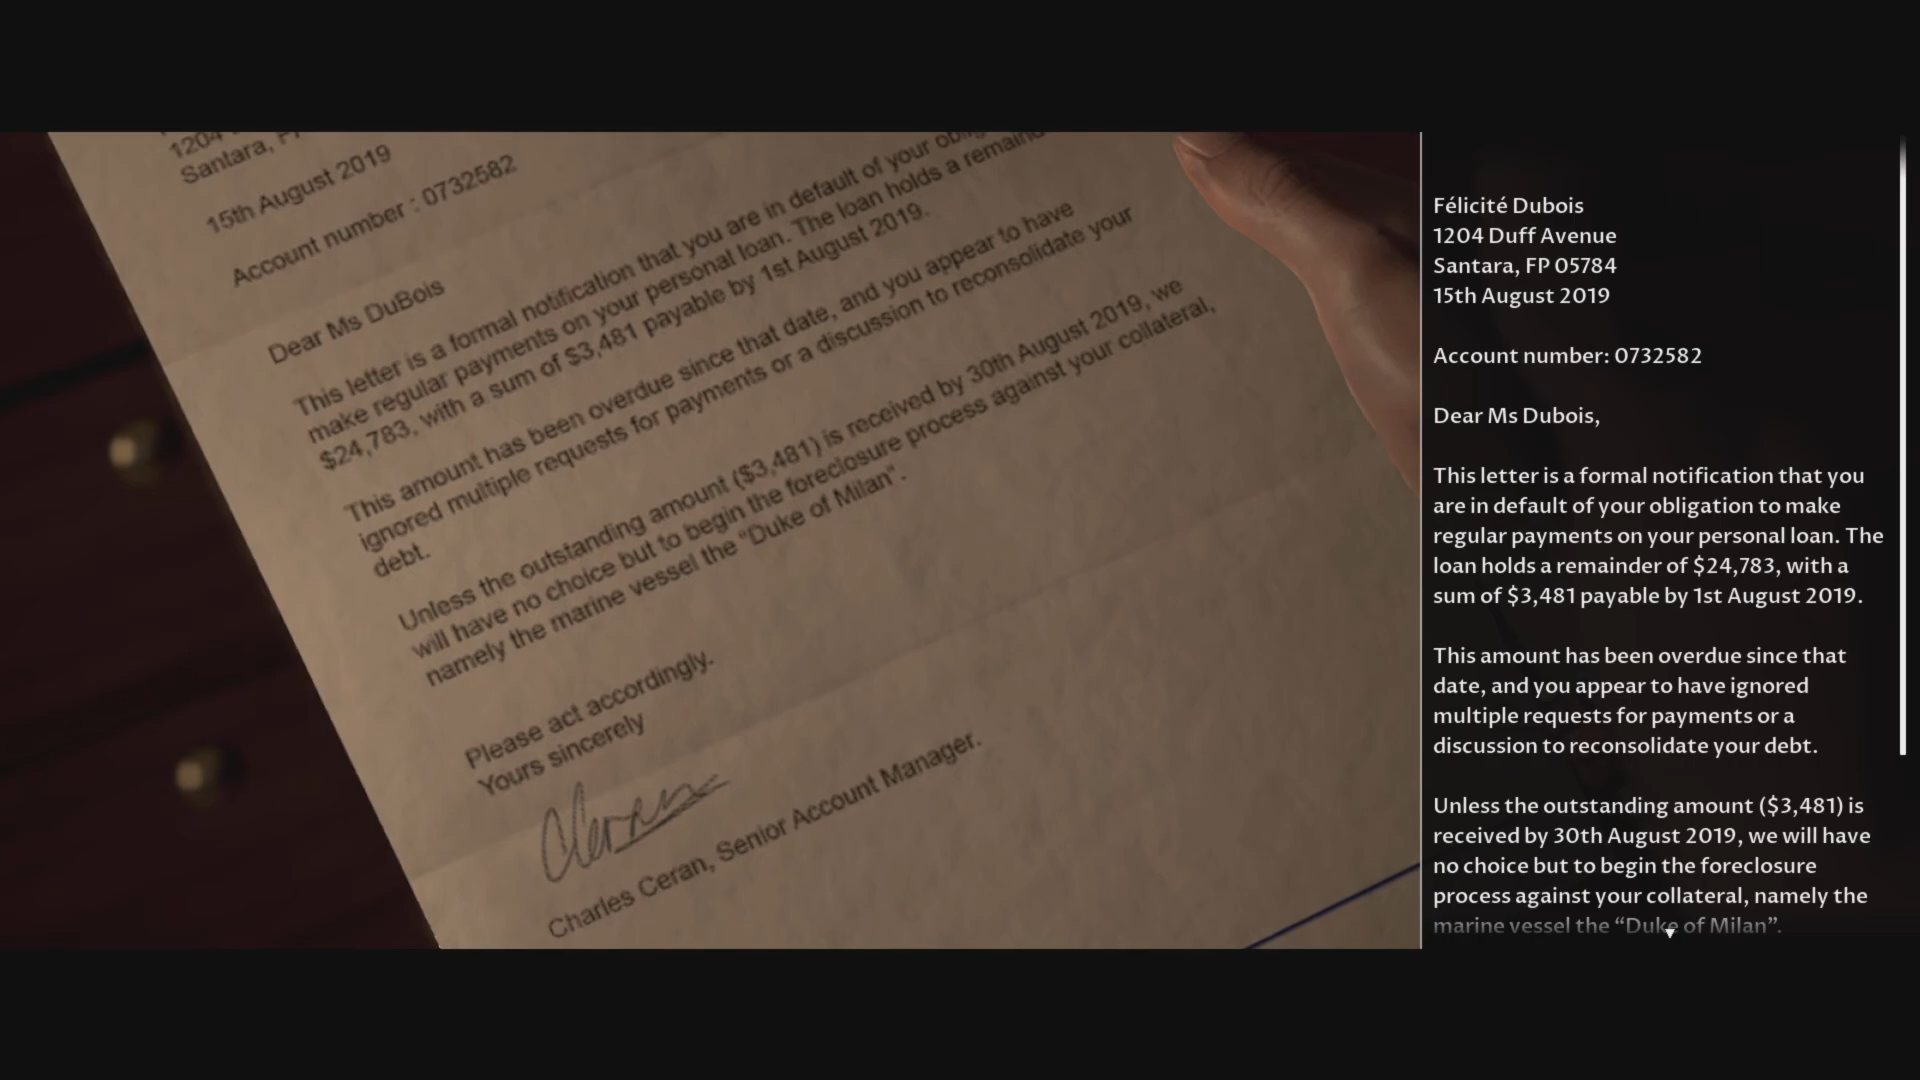 1204
Santara, FP
15th August 2019
Account number : 0732582
Dear Ms DuBois
This letter is a formal notification that you are in default of your
make regular payments on your personal loan. The loan holds a remaind
$24,783, with a sum of $3,481 payable by 1st August 2019.
This amount has been overdue since that date, and you appear to have
ignored multiple requests for payments or a discussion to reconsolidate your
debt.
Unless the outstanding amount ($3,481) is received by 30th August 2019, we
will have no choice but to begin the foreclosure process against your collateral,
namely the marine vessel the “Duke of Milan”.
Please act accordingly.
Yours sincerely
Charles Ceran, Senior Account Manager.
Félicité Dubois
1204 Duff Avenue
Santara, FP 05784
15th August 2019
Account number: 0732582
Dear Ms Dubois,
This letter is a formal notification that you
are in default of your obligation to make
regular payments on your personal loan. The
loan holds a remainder of $24,783, with a
sum of $3,481 payable by 1st August 2019.
This amount has been overdue since that
date, and you appear to have ignored
multiple requests for payments or a
discussion to reconsolidate your debt.
Unless the outstanding amount ($3,481) is
received by 30th August 2019, we will have
no choice but to begin the foreclosure
process against your collateral, namely the
marine vessel the “Duke of Milan”.